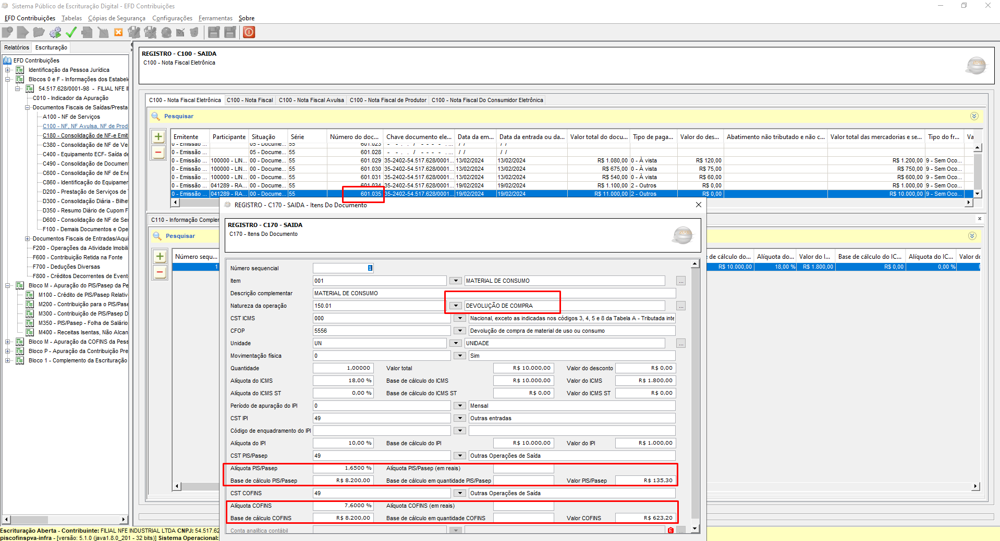 Sistema Público de Escrituração Digital - EFD Contribuições
EFD Contribuições Tabelas Cópias de Segurança Configurações Ferramentas Sobre
Relatórios Escrituração
EFD Contribuições
Identificação da Pessoa Jurídica
Blocos 0 e F - Informações dos Estabele
54.517.628/0001-98 - FILIAL NFE I
C010 - Indicador da Apuração
Documentos Fiscais de Saídas/Presta
A100 - NF de Serviços
C100 - NF, NF Avulsa, NF de Prod
C180 - Consolidação de NF-e Emit
C380 - Consolidação de NF de Ve
C400 - Equipamento ECF- Saída de
C490 - Consolidação de Document
C600 - Consolidação de NF de Ene
C860 - Identificação do Equipamen
D200 - Prestação de Serviços de T
D300 - Consolidação Diária - Bilhe
D350 - Resumo Diário de Cupom F
D600 - Consolidação de NF de Ser
F100 - Demais Documentos e Ope
Documentos Fiscais de Entradas/Aqui
F200 - Operações da Atividade Imobili
F600 - Contribuição Retida na Fonte
F700 - Deduções Diversas
F800 - Créditos Decorrentes de Event
Bloco M - Apuração do PIS/Pasep da Pe
M100 - Crédito de PIS/Pasep Relativ
M200 - Contribuição para o PIS/Pase
M300 - Contribuição de PIS/Pasep D
M350 - PIS/Pasep - Folha de Salário
M400 - Receitas Isentas, Não Alcan
Bloco M - Apuração da COFINS da Pess
Bloco P - Apuração da Contribuição Pre
Bloco 1 - Complemento da Escrituração
REGISTRO - C100 - SAIDA
C100 - Nota Fiscal Eletrônica
C100 - Nota Fiscal Eletrônica C100 - Nota Fiscal C100 - Nota Fiscal Avulsa C100 - Nota Fiscal de Produtor C100 - Nota Fiscal Do Consumidor Eletrônica
Pesquisar
Emitente Participante Situação Série Número do doc... Chave documento ele... Data da em... Data da entrada ou da... Valor total do docu... Tipo de paga... Valor do des... Abatimento não tributado e não c... Valor total das mercadorias e se... Tipo do fr... Va
0 - Emissão ... 05 - Docume... 55 601.023 - - . . / - - - - . ... / / / /
0 - Emissão ... 05 - Docume... 55 601.028 - - . . / - - - - . ... / / / /
0 - Emissão ... 100000 - LIN... 00 - Docume... 55 601.029 35-2402-54.517.628/0001... 13/02/2024 13/02/2024 R$ 1.080,00 0 - À vista R$ 120,00 R$ 1.200,00 9 - Sem Oco...
0 - Emissão ... 100000 - LIN... 00 - Docume... 55 601.030 35-2402-54.517.628/0001... 13/02/2024 13/02/2024 R$ 675,00 0 - À vista R$ 75,00 R$ 750,00 9 - Sem Oco...
0 - Emissão ... 100000 - LIN... 00 - Docume... 55 601.031 35-2402-54.517.628/0001... 13/02/2024 13/02/2024 R$ 540,00 0 - À vista R$ 60,00 R$ 600,00 9 - Sem Oco...
0 - Emissão ... 041289 - RA... 00 - Docume... 55 601.034 35-2402-54.517.628/0001... 19/02/2024 19/02/2024 R$ 1.100,00 2 - Outros R$ 0,00 R$ 1.000,00 9 - Sem Oco...
0 - Emissão ... 041289 - RA... 00 - Docume... 55 601.035 35-2402-54.517.628/0001... 19/02/2024 19/02/2024 R$ 11.000,00 2 - Outros R$ 0,00 R$ 10.000,00 9 - Sem Oco...
C110 - Informação Complem
Pesquisar
Número sequ...
1
e de cálculo do... Alíquota do... Valor do I... Base de cálculo do IC... Alíquota do IC... Valor do
R$ 10.000,00 18,00 % R$ 1.800,00 R$ 0,00 0,00 %
REGISTRO - C170 - SAIDA - Itens Do Documento
REGISTRO - C170 - SAIDA
C170 - Itens Do Documento
Número sequencial 1
Item 001 MATERIAL DE CONSUMO ...
Descrição complementar MATERIAL DE CONSUMO
Natureza da operação 150.01 DEVOLUÇÃO DE COMPRA ...
CST ICMS 000 Nacional, exceto as indicadas nos códigos 3, 4, 5 e 8 da Tabela A - Tributada inte
CFOP 5556 Devolução de compra de material de uso ou consumo
Unidade UN UNIDADE ...
Movimentação física 0 Sim
Quantidade 1,00000 Valor total R$ 10.000,00 Valor do desconto R$ 0,00
Alíquota do ICMS 18,00 % Base de cálculo do ICMS R$ 10.000,00 Valor do ICMS R$ 1.800,00
Alíquota do ICMS ST 0,00 % Base de cálculo do ICMS ST R$ 0,00 Valor do ICMS ST R$ 0,00
Período de apuração do IPI 0 Mensal
CST IPI 49 Outras entradas
Código de enquadramento do IPI
Alíquota do IPI 10,00 % Base de cálculo do IPI R$ 10.000,00 Valor do IPI R$ 1.000,00
CST PIS/Pasep 49 Outras Operações de Saída
Alíquota PIS/Pasep 1,6500 % Alíquota PIS/Pasep (em reais)
Base de cálculo PIS/Pasep R$ 8.200,00 Base de cálculo em quantidade PIS/Pasep Valor PIS/Pasep R$ 135,30
CST COFINS 49 Outras Operações de Saída
Alíquota COFINS 7,6000 % Alíquota COFINS (em reais)
Base de cálculo COFINS R$ 8.200,00 Base de cálculo em quantidade COFINS Valor COFINS R$ 623,20
Conta analítica contábil E ...
Escrituração Aberta - Contribuinte: FILIAL NFE INDUSTRIAL LTDA CNPJ: 54.517.62
piscofinspva-infra - [versão: 5.1.0 (java1.8.0_201 - 32 bits)] Sistema Operacional: